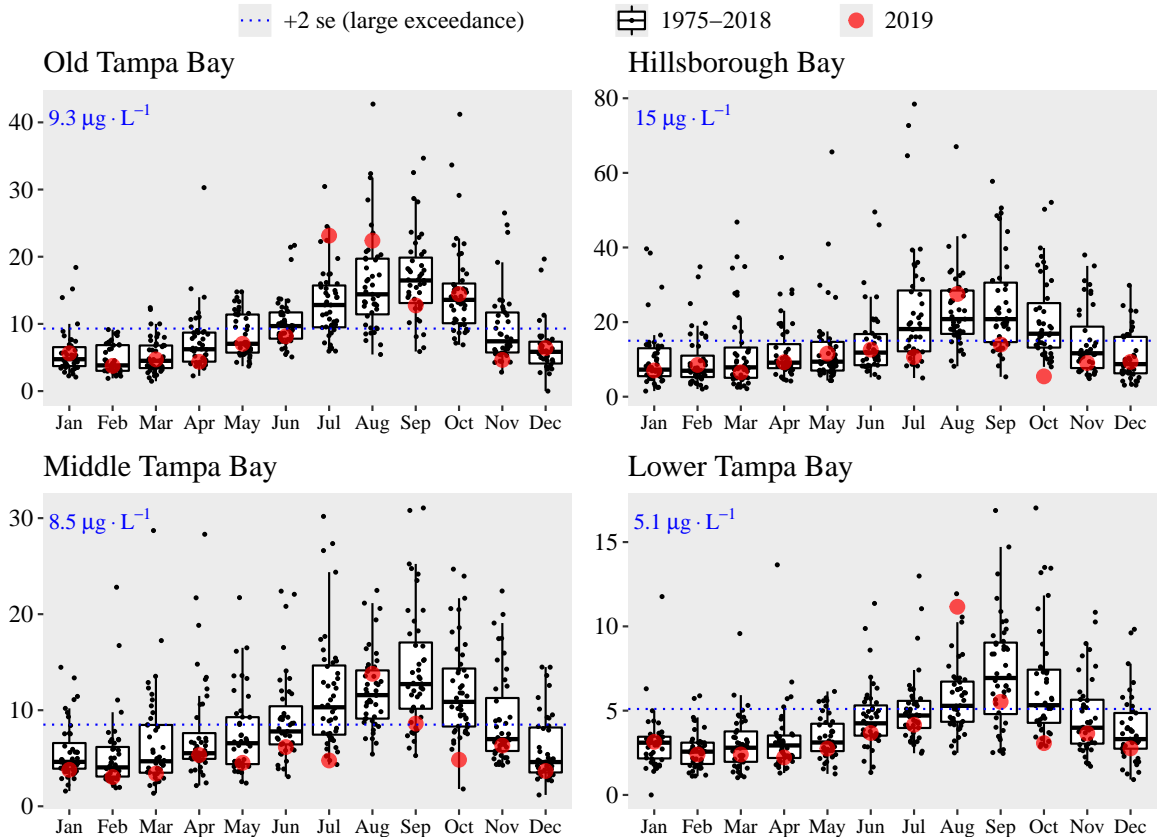 +2 se (large exceedance) 1975–2018 2019
Old Tampa Bay
9.3 μg · L⁻¹
40
30
20
10
0
Jan Feb Mar Apr May Jun Jul Aug Sep Oct Nov Dec
Hillsborough Bay
15 μg · L⁻¹
80
60
40
20
0
Jan Feb Mar Apr May Jun Jul Aug Sep Oct Nov Dec
Middle Tampa Bay
8.5 μg · L⁻¹
30
20
10
0
Jan Feb Mar Apr May Jun Jul Aug Sep Oct Nov Dec
Lower Tampa Bay
5.1 μg · L⁻¹
15
10
5
0
Jan Feb Mar Apr May Jun Jul Aug Sep Oct Nov Dec